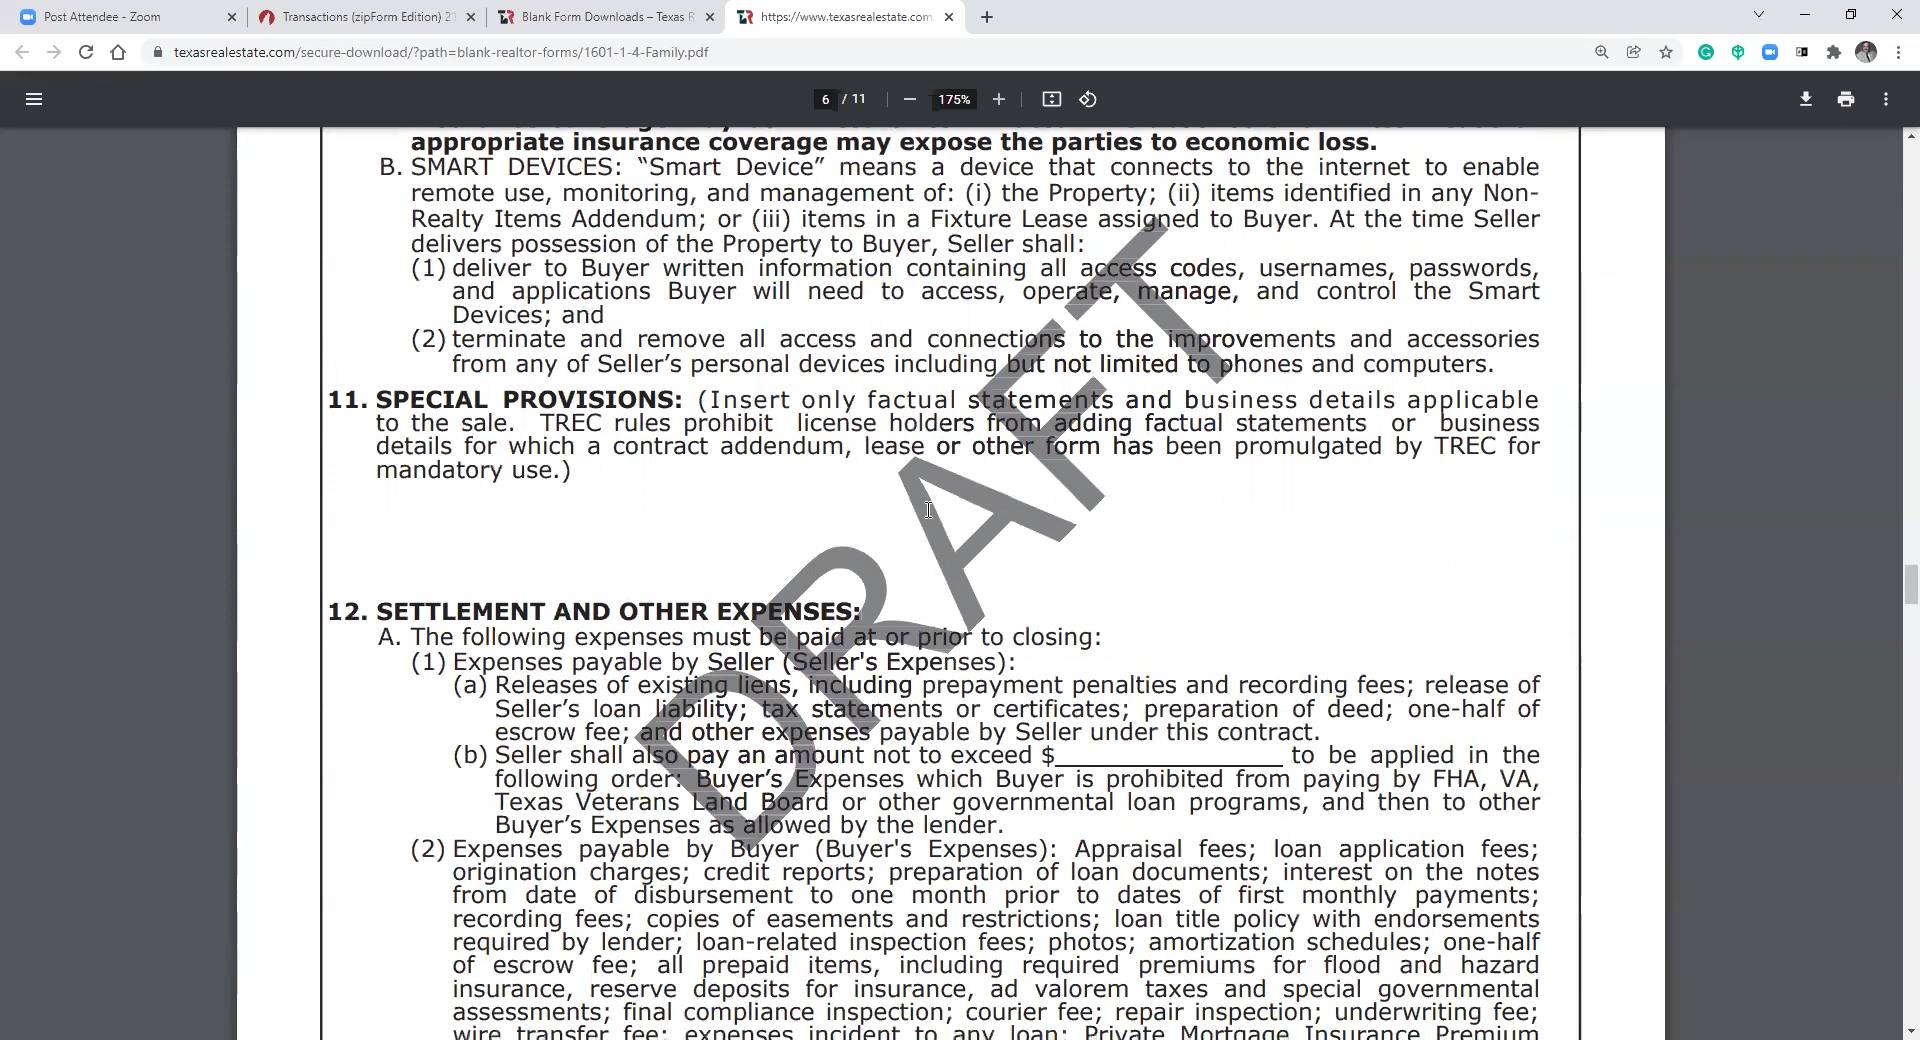 Post Attendee - Zoom
Transactions (zipForm Edition) 2
Blank Form Downloads – Texas R
https://www.texasrealestate.com
texasrealestate.com/secure-download/?path=blank-realtor-forms/1601-1-4-Family.pdf
6 / 11
175%
appropriate insurance coverage may expose the parties to economic loss.
B. SMART DEVICES: “Smart Device” means a device that connects to the internet to enable
remote use, monitoring, and management of: (i) the Property; (ii) items identified in any Non-
Realty Items Addendum; or (iii) items in a Fixture Lease assigned to Buyer. At the time Seller
delivers possession of the Property to Buyer, Seller shall:
(1) deliver to Buyer written information containing all access codes, usernames, passwords,
and applications Buyer will need to access, operate, manage, and control the Smart
Devices; and
(2) terminate and remove all access and connections to the improvements and accessories
from any of Seller’s personal devices including but not limited to phones and computers.
11. SPECIAL PROVISIONS: (Insert only factual statements and business details applicable
to the sale. TREC rules prohibit license holders from adding factual statements or business
details for which a contract addendum, lease or other form has been promulgated by TREC for
mandatory use.)
DRAFT
12. SETTLEMENT AND OTHER EXPENSES:
A. The following expenses must be paid at or prior to closing:
(1) Expenses payable by Seller (Seller's Expenses):
(a) Releases of existing liens, including prepayment penalties and recording fees; release of
Seller’s loan liability; tax statements or certificates; preparation of deed; one-half of
escrow fee; and other expenses payable by Seller under this contract.
(b) Seller shall also pay an amount not to exceed $________________ to be applied in the
following order: Buyer’s Expenses which Buyer is prohibited from paying by FHA, VA,
Texas Veterans Land Board or other governmental loan programs, and then to other
Buyer’s Expenses as allowed by the lender.
(2) Expenses payable by Buyer (Buyer's Expenses): Appraisal fees; loan application fees;
origination charges; credit reports; preparation of loan documents; interest on the notes
from date of disbursement to one month prior to dates of first monthly payments;
recording fees; copies of easements and restrictions; loan title policy with endorsements
required by lender; loan-related inspection fees; photos; amortization schedules; one-half
of escrow fee; all prepaid items, including required premiums for flood and hazard
insurance, reserve deposits for insurance, ad valorem taxes and special governmental
assessments; final compliance inspection; courier fee; repair inspection; underwriting fee;
wire transfer fee; expenses incident to any loan; Private Mortgage Insurance Premium